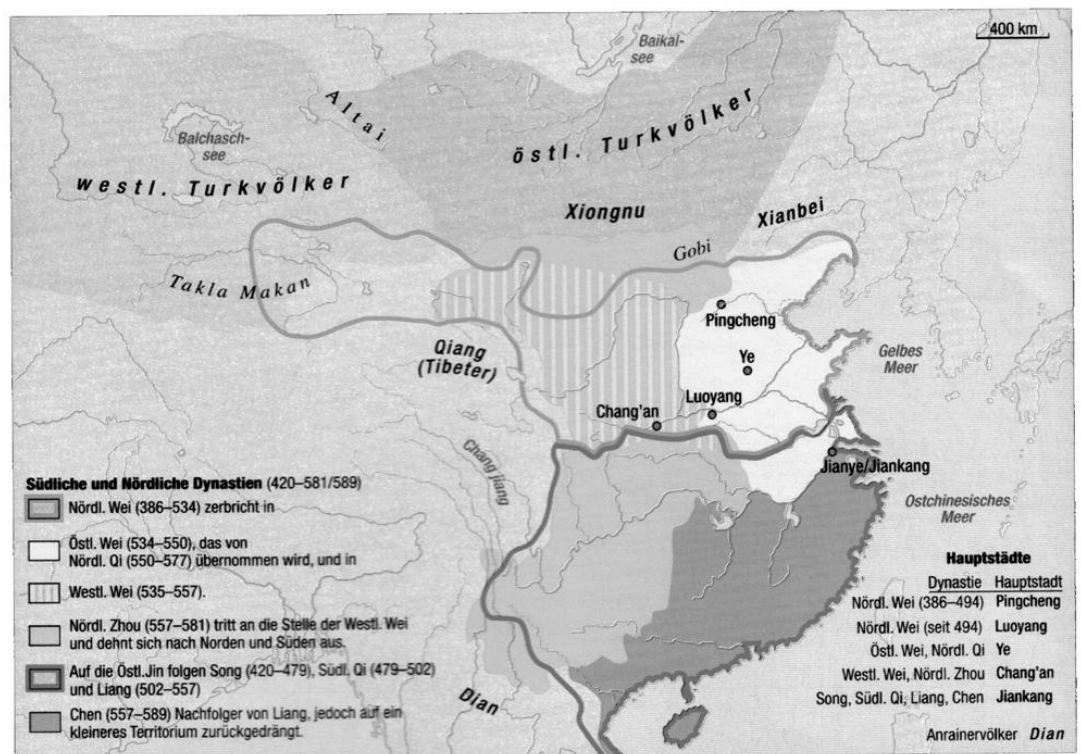 400 km
Baikal-
see
Altai
Balchasch-
see
östl. Turkvölker
westl. Turkvölker
Xiongnu
Xianbei
Gobi
Takla Makan
Pingcheng
Qiang
(Tibeter)
Ye
Gelbes
Meer
Luoyang
Chang'an
Chang jiang
Jianye/Jiankang
Ostchinesisches
Meer
Dian
Südliche und Nördliche Dynastien (420–581/589)
Nördl. Wei (386–534) zerbricht in
Östl. Wei (534–550), das von
Nördl. Qi (550–577) übernommen wird, und in
Westl. Wei (535–557).
Nördl. Zhou (557–581) tritt an die Stelle der Westl. Wei
und dehnt sich nach Norden und Süden aus.
Auf die Östl.Jin folgen Song (420–479), Südl. Qi (479–502)
und Liang (502–557)
Chen (557–589) Nachfolger von Liang, jedoch auf ein
kleineres Territorium zurückgedrängt.
Hauptstädte
Dynastie Hauptstadt
Nördl. Wei (386–494) Pingcheng
Nördl. Wei (seit 494) Luoyang
Östl. Wei, Nördl. Qi Ye
Westl. Wei, Nördl. Zhou Chang'an
Song, Südl. Qi, Liang, Chen Jiankang
Anrainervölker Dian